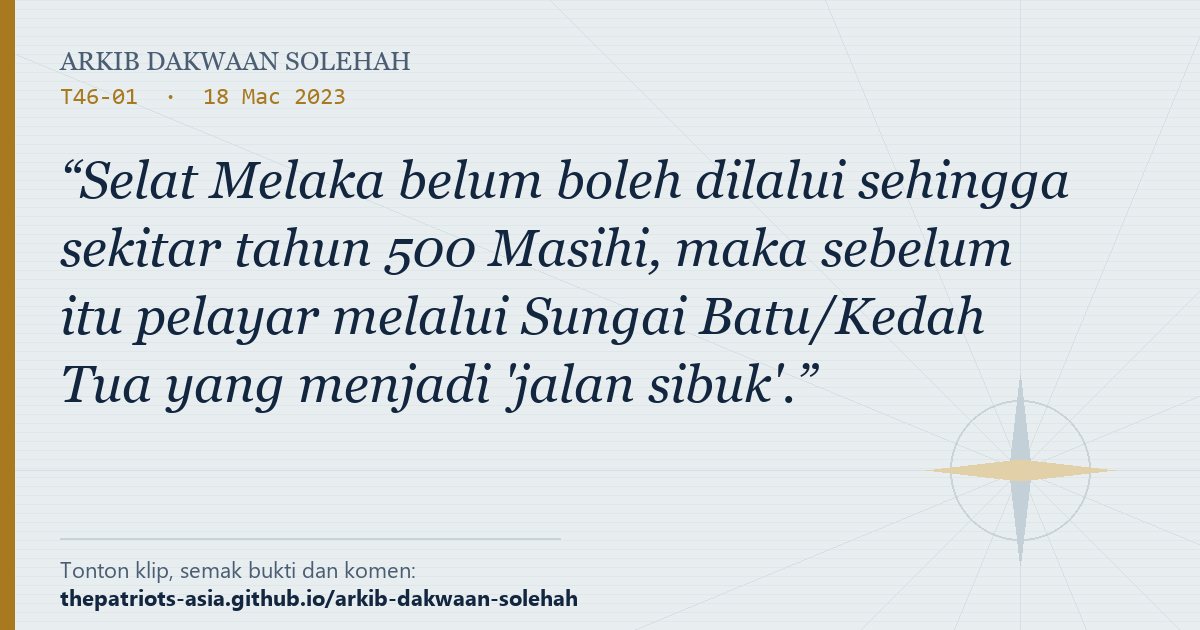 ARKIB DAKWAAN SOLEHAH
T46-01 · 18 Mac 2023
“Selat Melaka belum boleh dilalui sehingga
sekitar tahun 500 Masihi, maka sebelum
itu pelayar melalui Sungai Batu/Kedah
Tua yang menjadi 'jalan sibuk'.”
Tonton klip, semak bukti dan komen:
thepatriots-asia.github.io/arkib-dakwaan-solehah